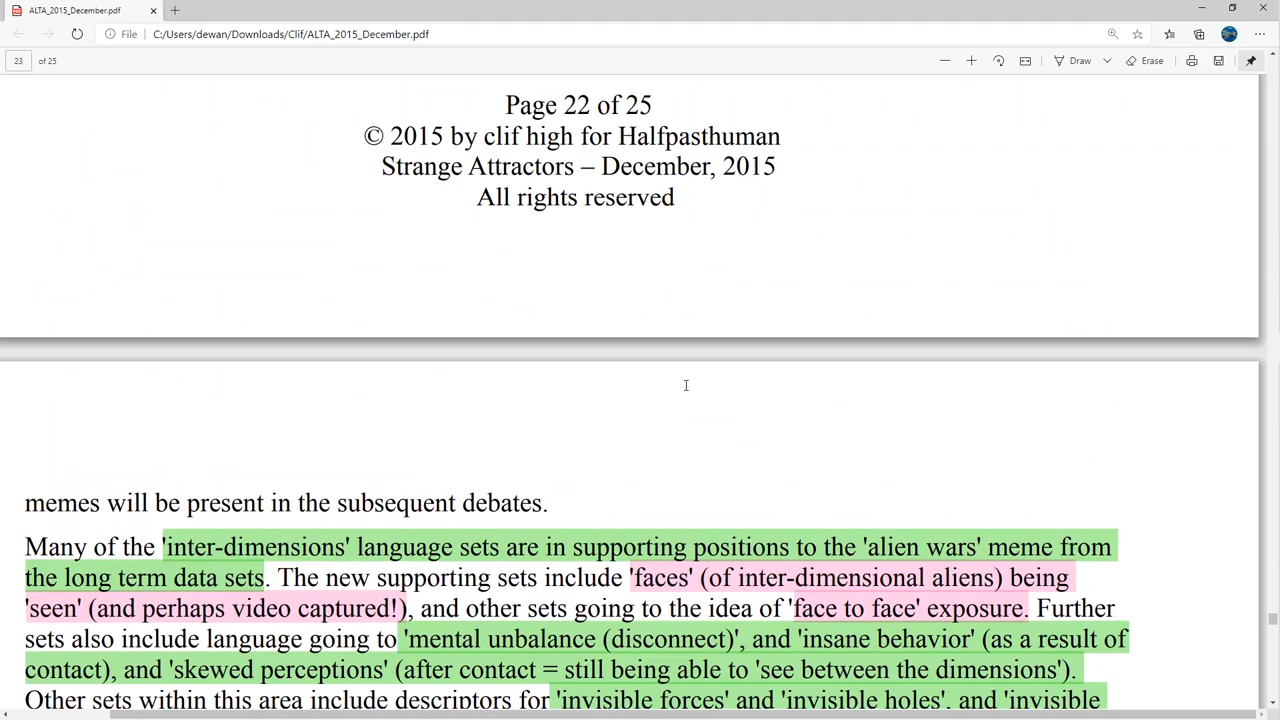 ALTA_2015_December.pdf
File C:/Users/dewan/Downloads/Clif/ALTA_2015_December.pdf
23 of 25 Draw Erase
Page 22 of 25
© 2015 by clif high for Halfpasthuman
Strange Attractors – December, 2015
All rights reserved
memes will be present in the subsequent debates.
Many of the 'inter-dimensions' language sets are in supporting positions to the 'alien wars' meme from
the long term data sets. The new supporting sets include 'faces' (of inter-dimensional aliens) being
'seen' (and perhaps video captured!), and other sets going to the idea of 'face to face' exposure. Further
sets also include language going to 'mental unbalance (disconnect)', and 'insane behavior' (as a result of
contact), and 'skewed perceptions' (after contact = still being able to 'see between the dimensions').
Other sets within this area include descriptors for 'invisible forces' and 'invisible holes', and 'invisible